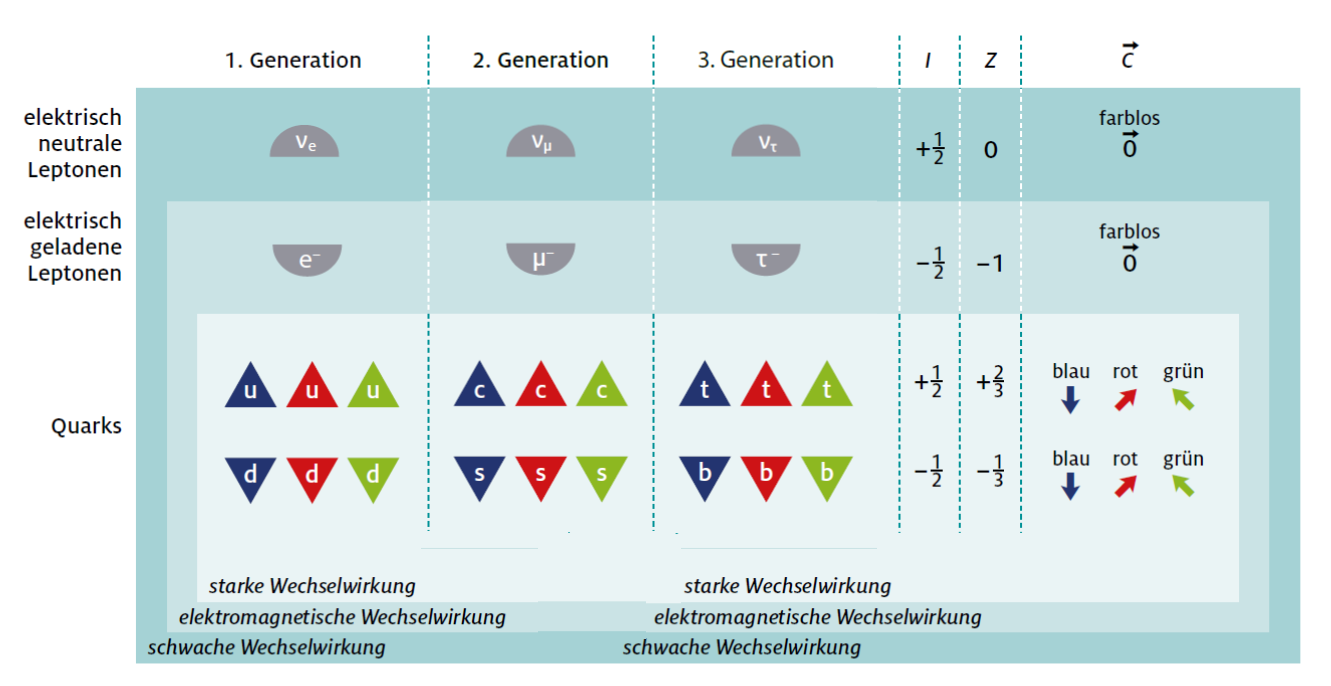 1. Generation 2. Generation 3. Generation I Z C⃗
elektrisch
neutrale
Leptonen
νe νμ ντ +1/2 0 farblos 0⃗
elektrisch
geladene
Leptonen
e⁻ μ⁻ τ⁻ −1/2 −1 farblos 0⃗
Quarks
u u u c c c t t t +1/2 +2/3 blau rot grün
d d d s s s b b b −1/2 −1/3 blau rot grün
starke Wechselwirkung starke Wechselwirkung
elektromagnetische Wechselwirkung elektromagnetische Wechselwirkung
schwache Wechselwirkung schwache Wechselwirkung